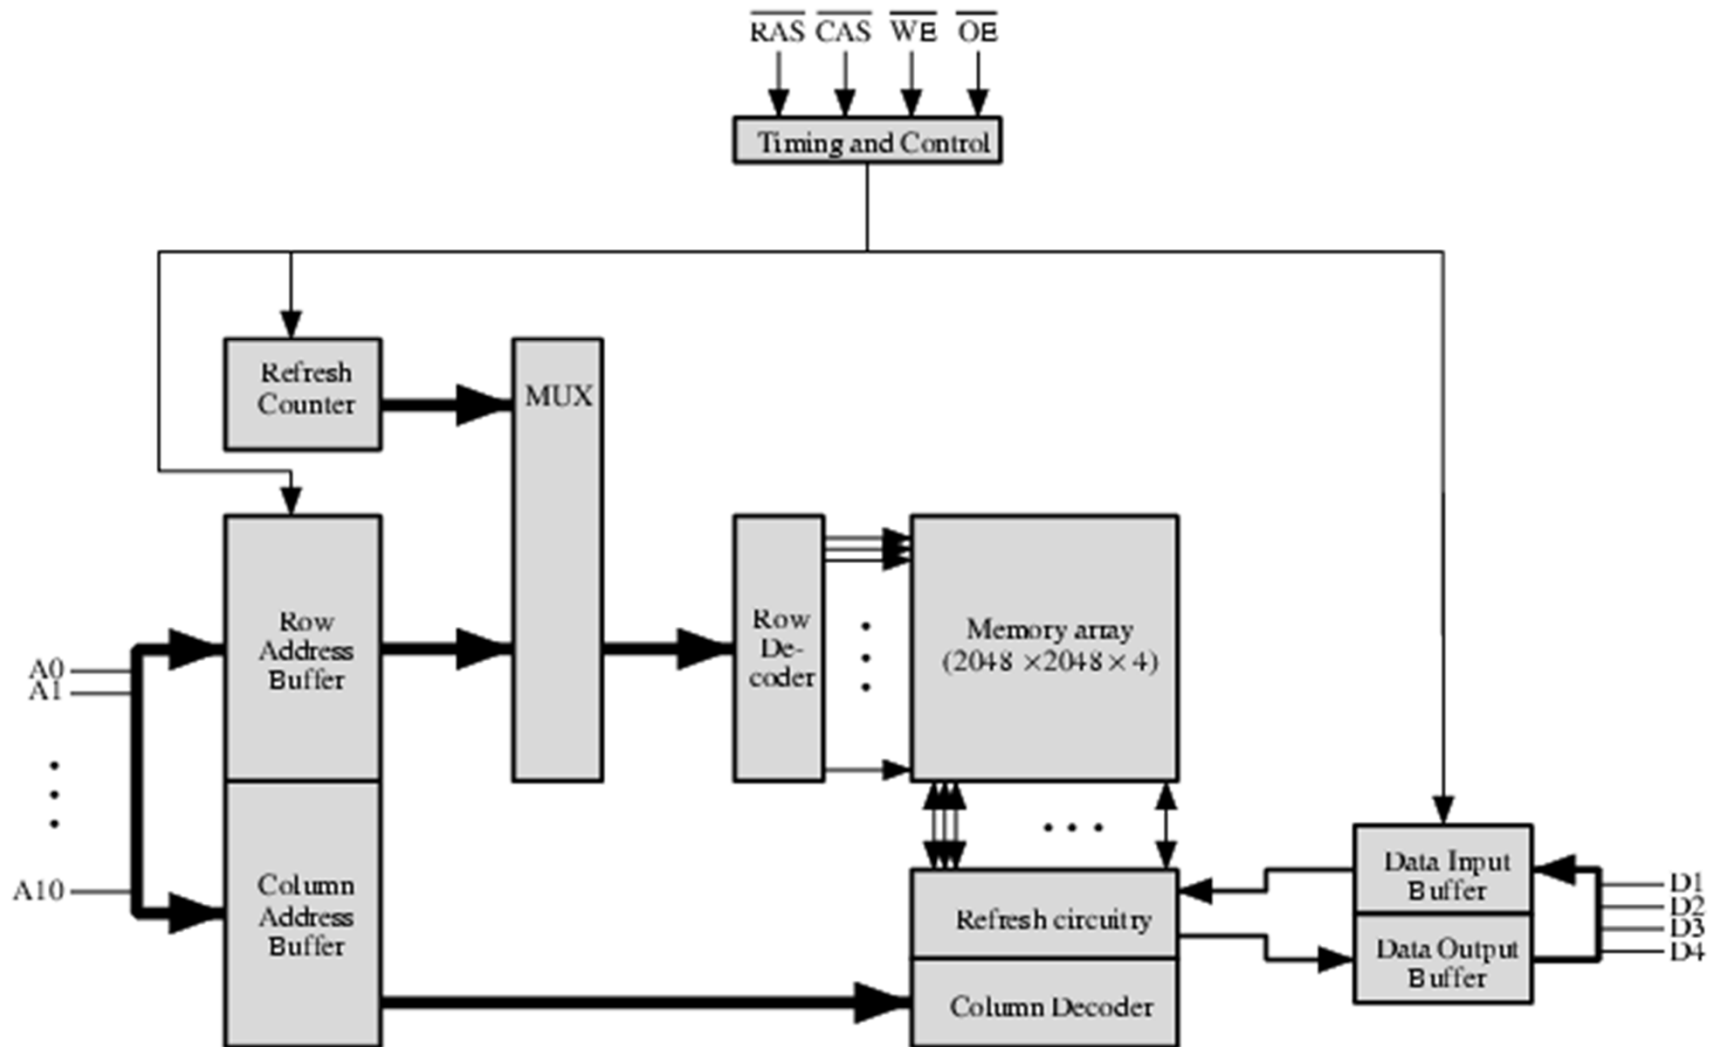 RAS CAS WE OE
Timing and Control
Refresh
Counter
MUX
Row
Address
Buffer
Row
De-
coder
Memory array
(2048 ×2048× 4)
A0
A1
A10
Column
Address
Buffer
Refresh circuitry
Column Decoder
Data Input
Buffer
Data Output
Buffer
D1
D2
D3
D4